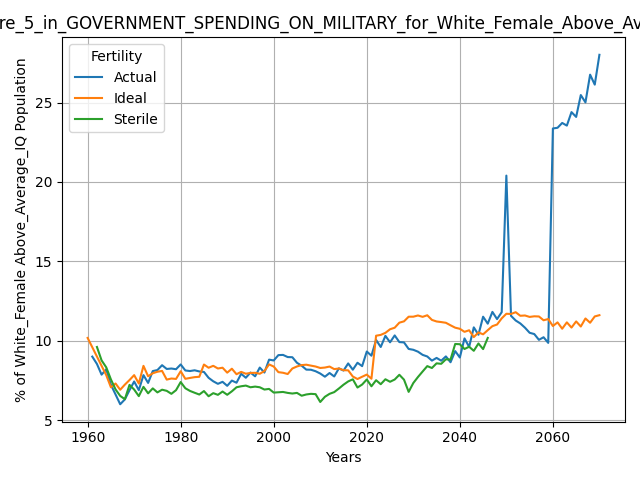 re_5_in_GOVERNMENT_SPENDING_ON_MILITARY_for_White_Female_Above_Av
Fertility
Actual
Ideal
Sterile
% of White_Female Above_Average_IQ Population
25
20
15
10
5
1960
1980
2000
2020
2040
2060
Years